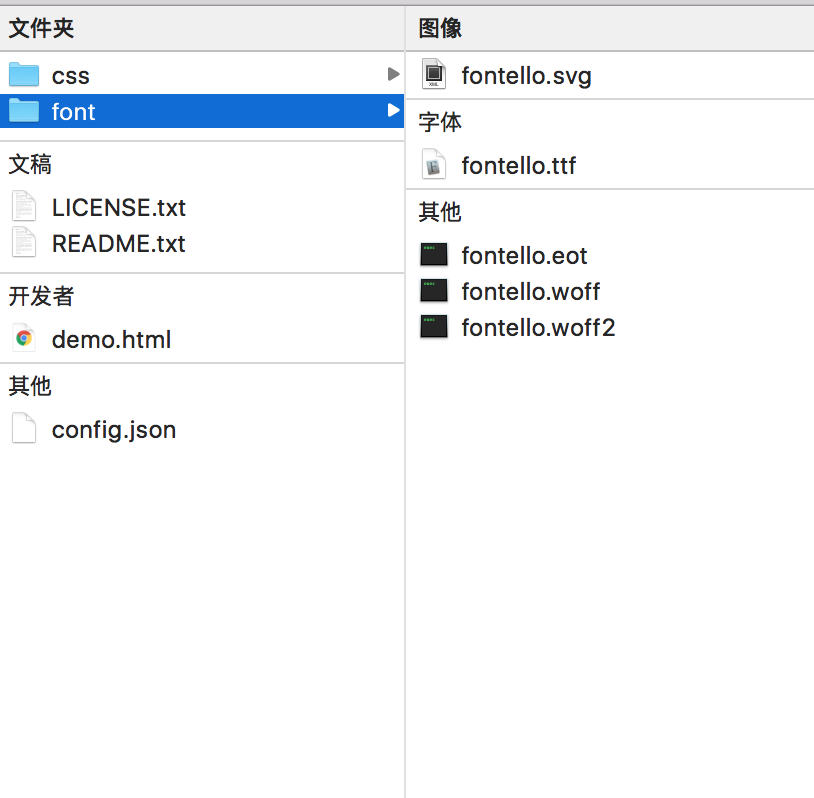 文件夹
css
font
文稿
LICENSE.txt
README.txt
开发者
demo.html
其他
config.json
图像
fontello.svg
字体
fontello.ttf
其他
fontello.eot
fontello.woff
fontello.woff2